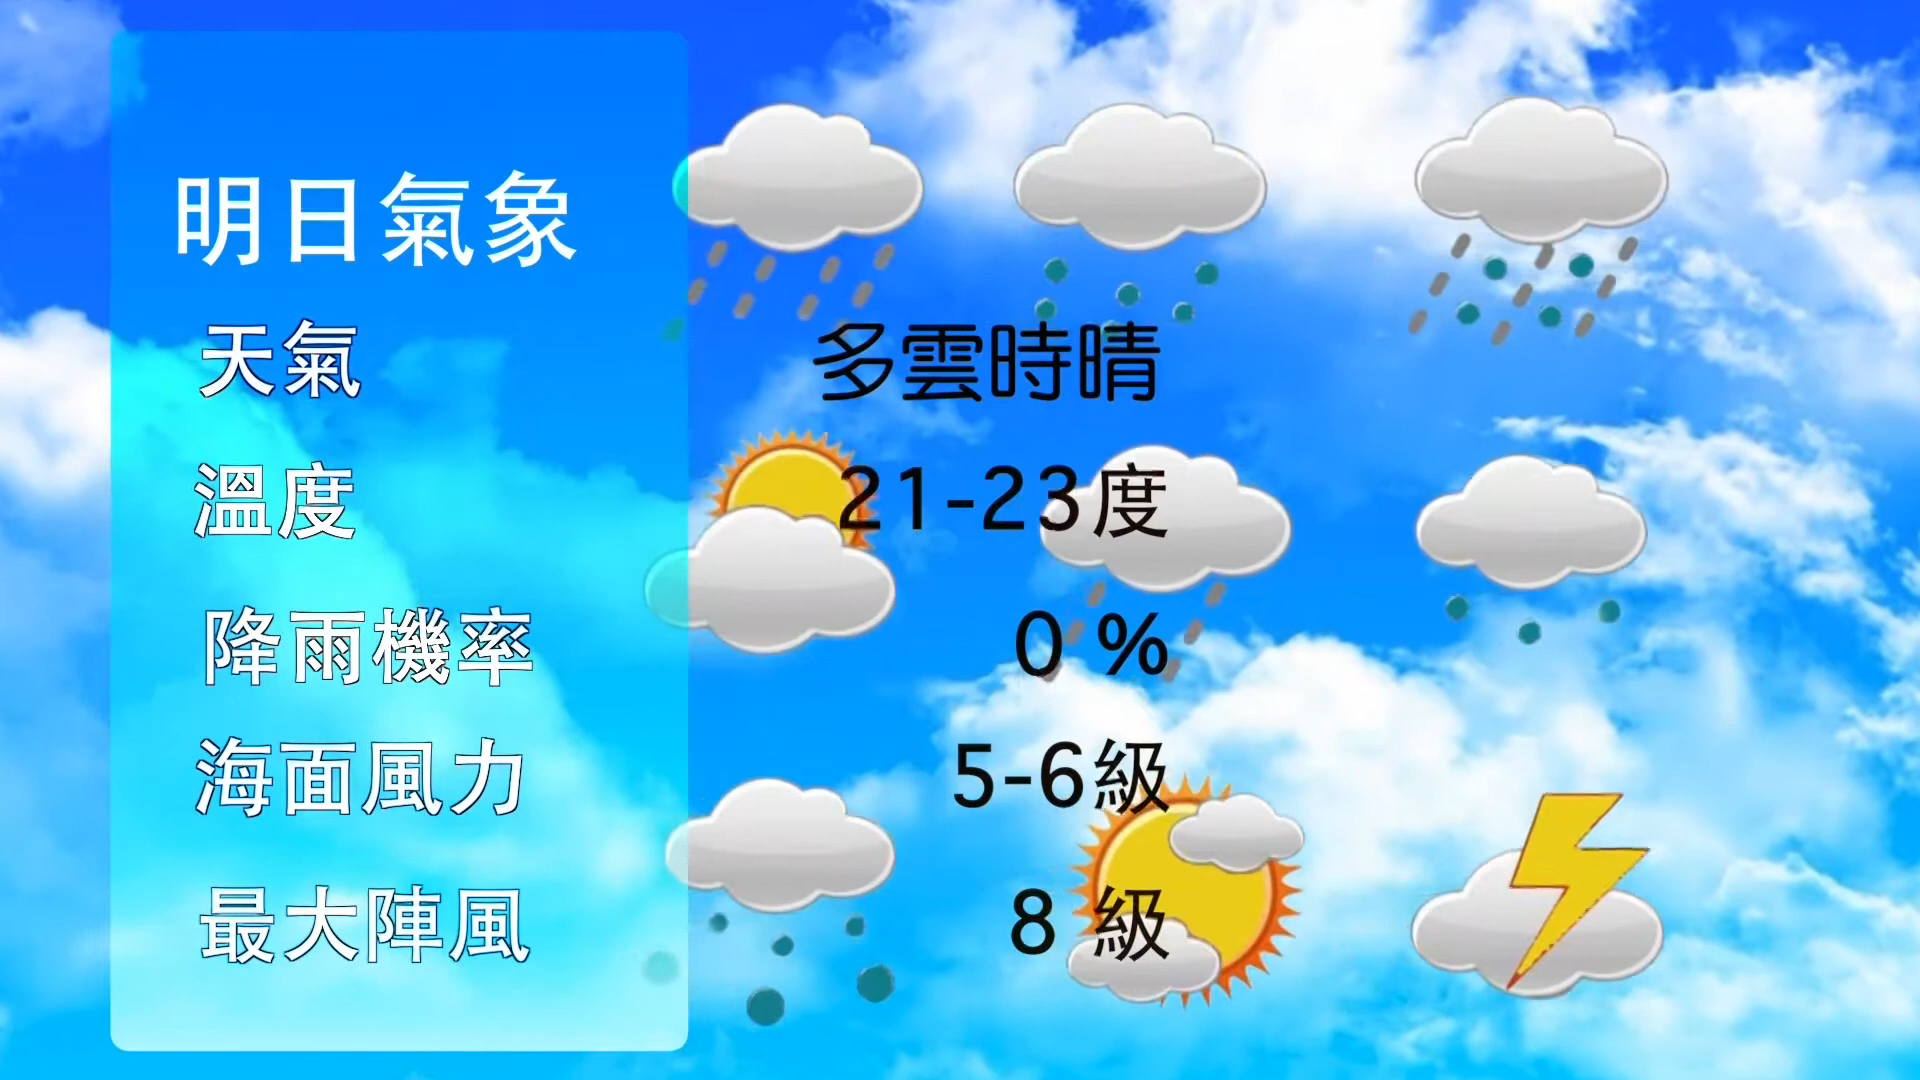 明日氣象
天氣 多雲時晴
溫度 21-23度
降雨機率 0 %
海面風力 5-6級
最大陣風 8 級